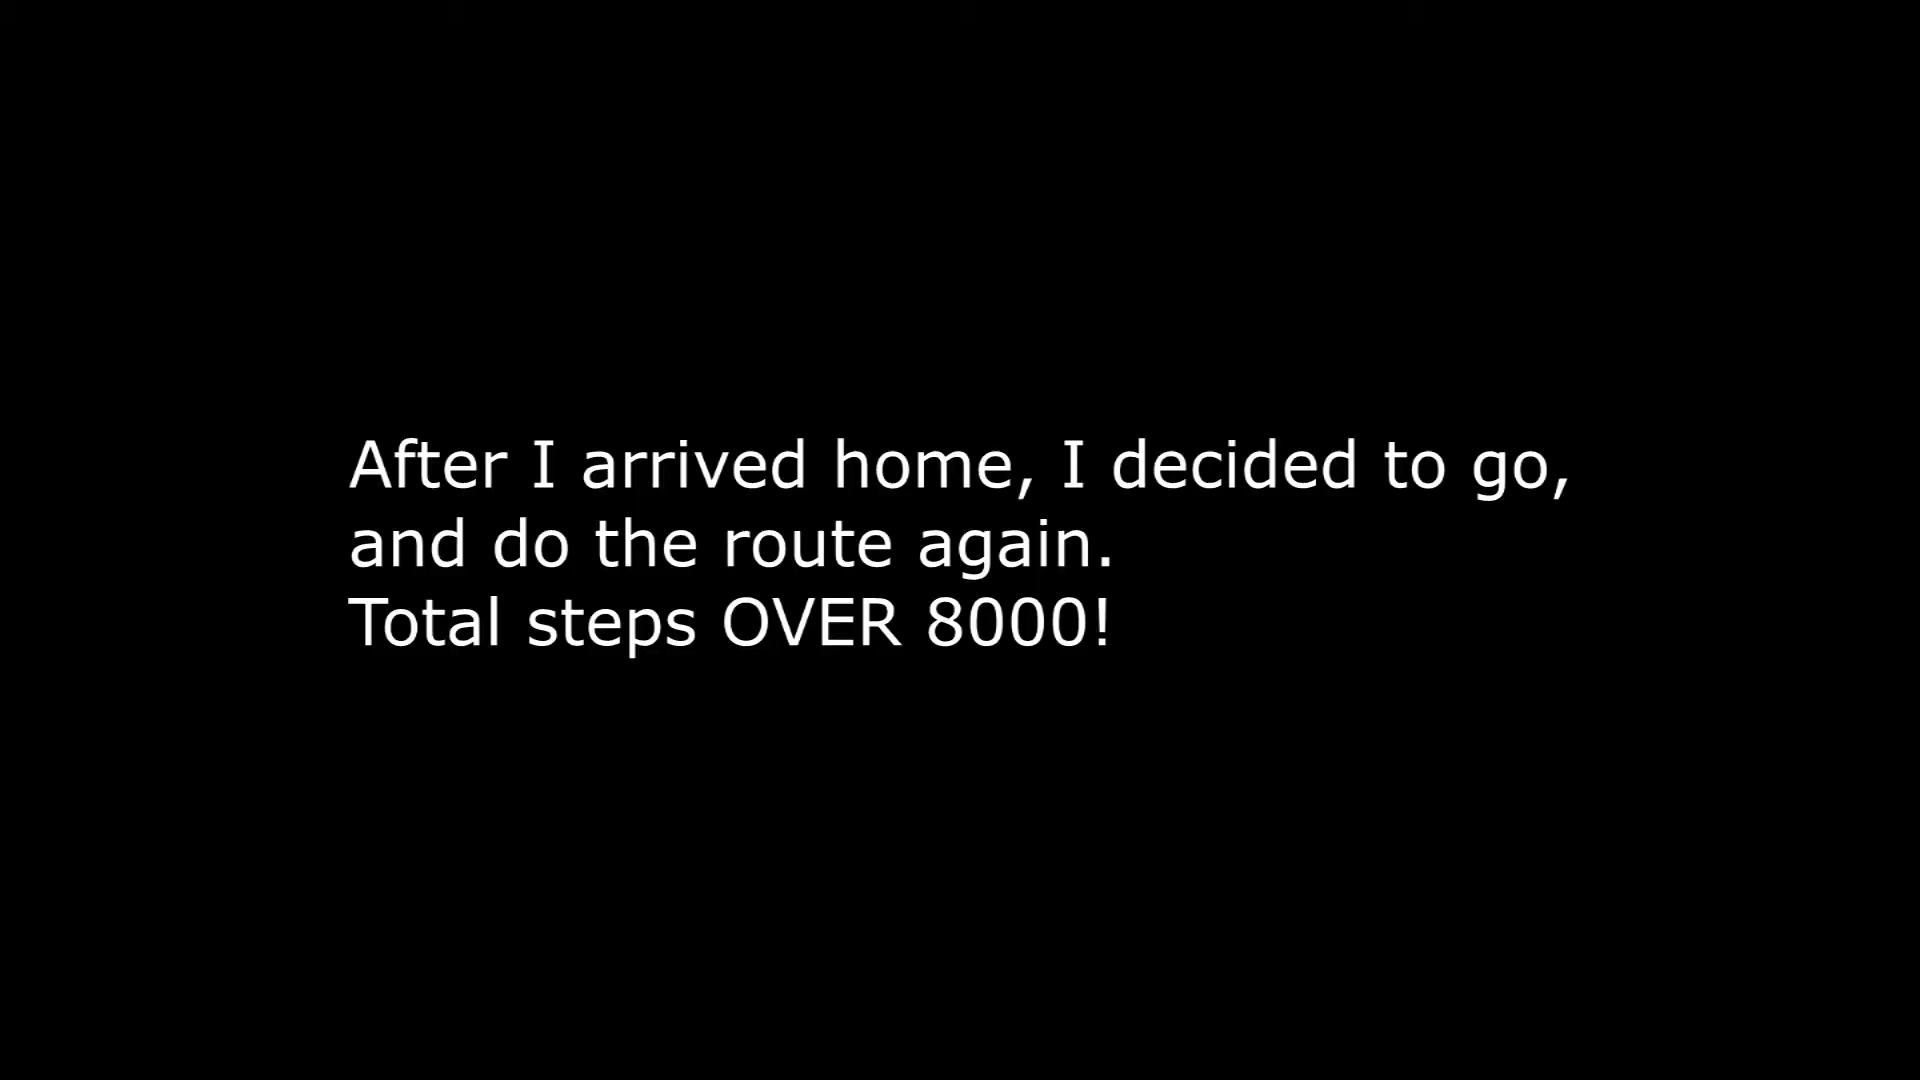 After I arrived home, I decided to go,
and do the route again.
Total steps OVER 8000!